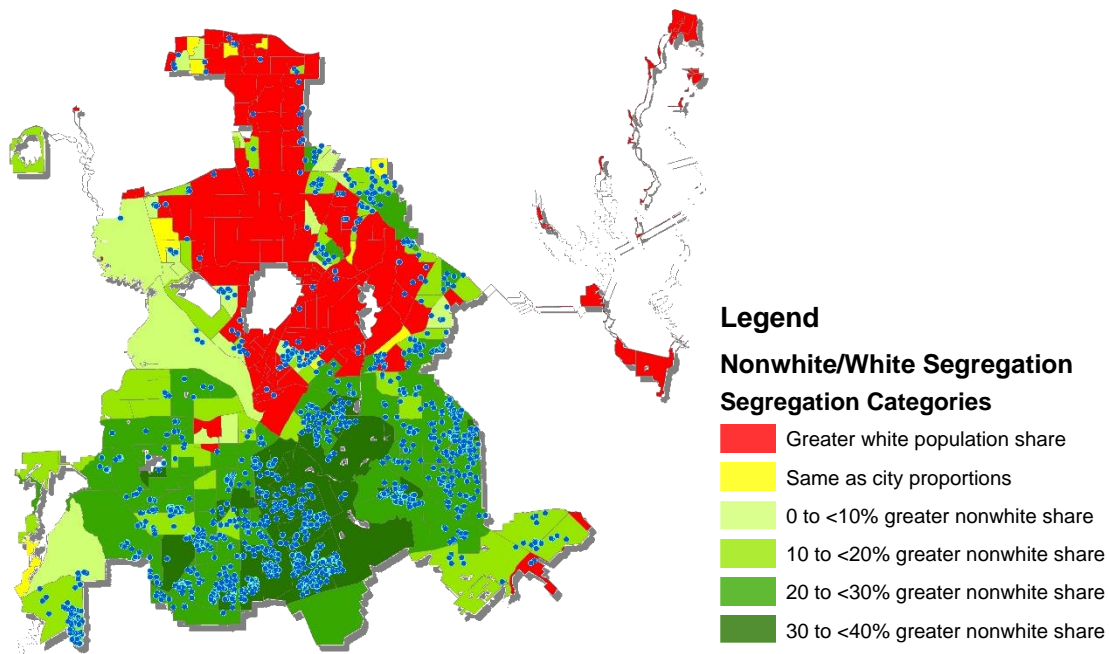 Legend
Nonwhite/White Segregation
Segregation Categories
Greater white population share
Same as city proportions
0 to <10% greater nonwhite share
10 to <20% greater nonwhite share
20 to <30% greater nonwhite share
30 to <40% greater nonwhite share